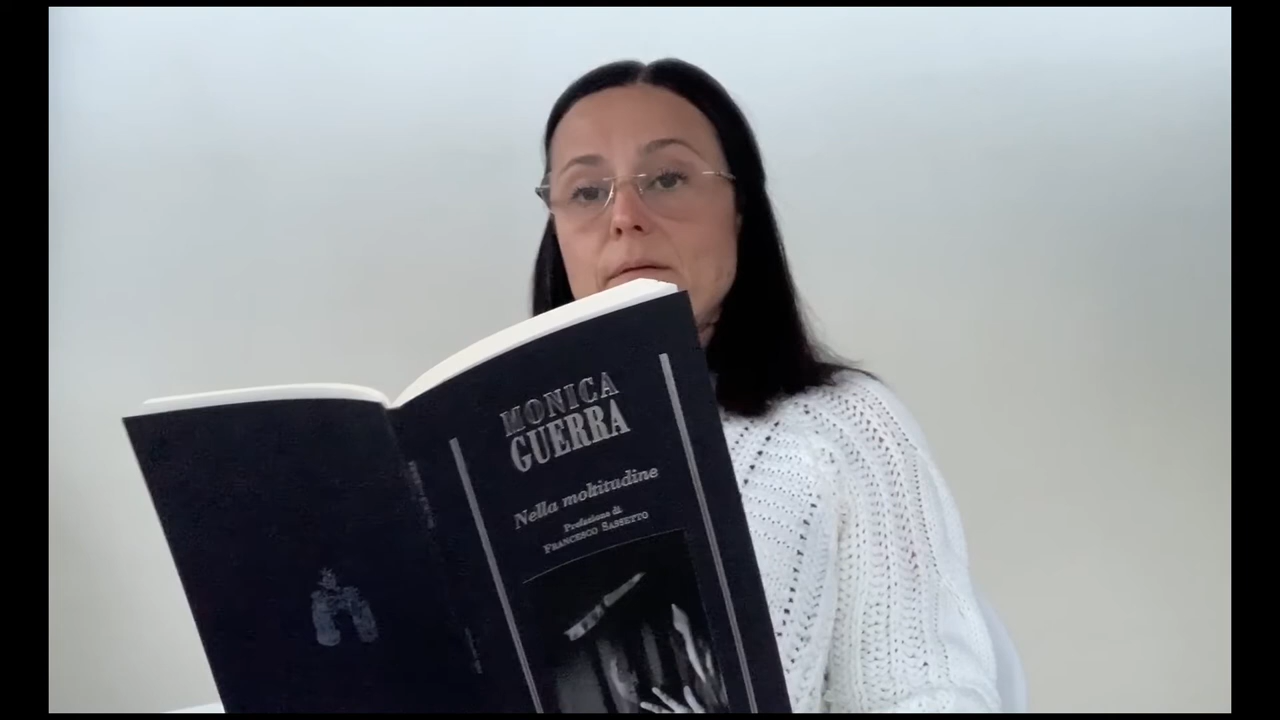 MONICA
GUERRA
Nella moltitudine
Prefazione di
FRANCESCO SASSETTO